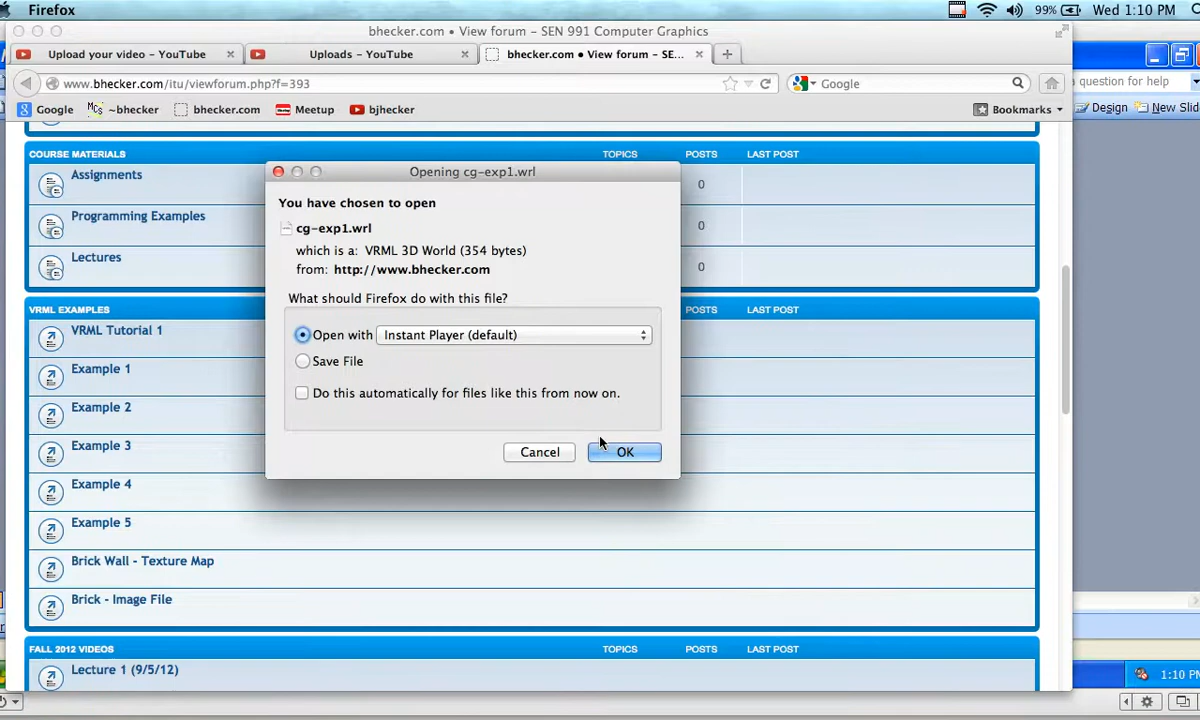 Firefox
99%
Wed 1:10 PM
bhecker.com • View forum – SEN 991 Computer Graphics
Upload your video – YouTube
Uploads – YouTube
bhecker.com • View forum – SE...
www.bhecker.com/itu/viewforum.php?f=393
Google
question for help
Google
~bhecker
bhecker.com
Meetup
bjhecker
Bookmarks
Design
New Slid
COURSE MATERIALS
TOPICS
POSTS
LAST POST
Assignments
0
Programming Examples
0
Lectures
0
Opening cg-exp1.wrl
You have chosen to open
cg-exp1.wrl
which is a: VRML 3D World (354 bytes)
from: http://www.bhecker.com
What should Firefox do with this file?
Open with
Instant Player (default)
Save File
Do this automatically for files like this from now on.
Cancel
OK
VRML EXAMPLES
VRML Tutorial 1
Example 1
Example 2
Example 3
Example 4
Example 5
Brick Wall - Texture Map
Brick - Image File
FALL 2012 VIDEOS
TOPICS
POSTS
LAST POST
Lecture 1 (9/5/12)
1:10 PM